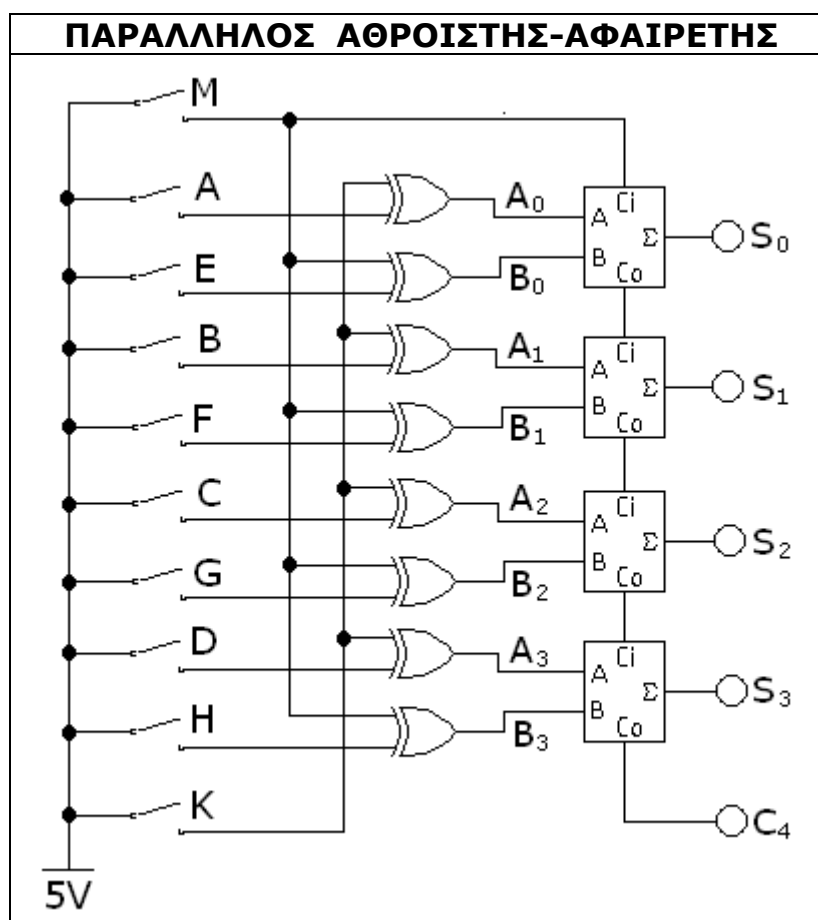 ΠΑΡΑΛΛΗΛΟΣ ΑΘΡΟΙΣΤΗΣ-ΑΦΑΙΡΕΤΗΣ
M
A
A₀
A Ci
Σ
S₀
E
B₀
B
Co
B
A₁
A Ci
Σ
S₁
F
B₁
B
Co
C
A₂
A Ci
Σ
S₂
G
B₂
B
Co
D
A₃
A Ci
Σ
S₃
H
B₃
B
Co
K
C₄
5V